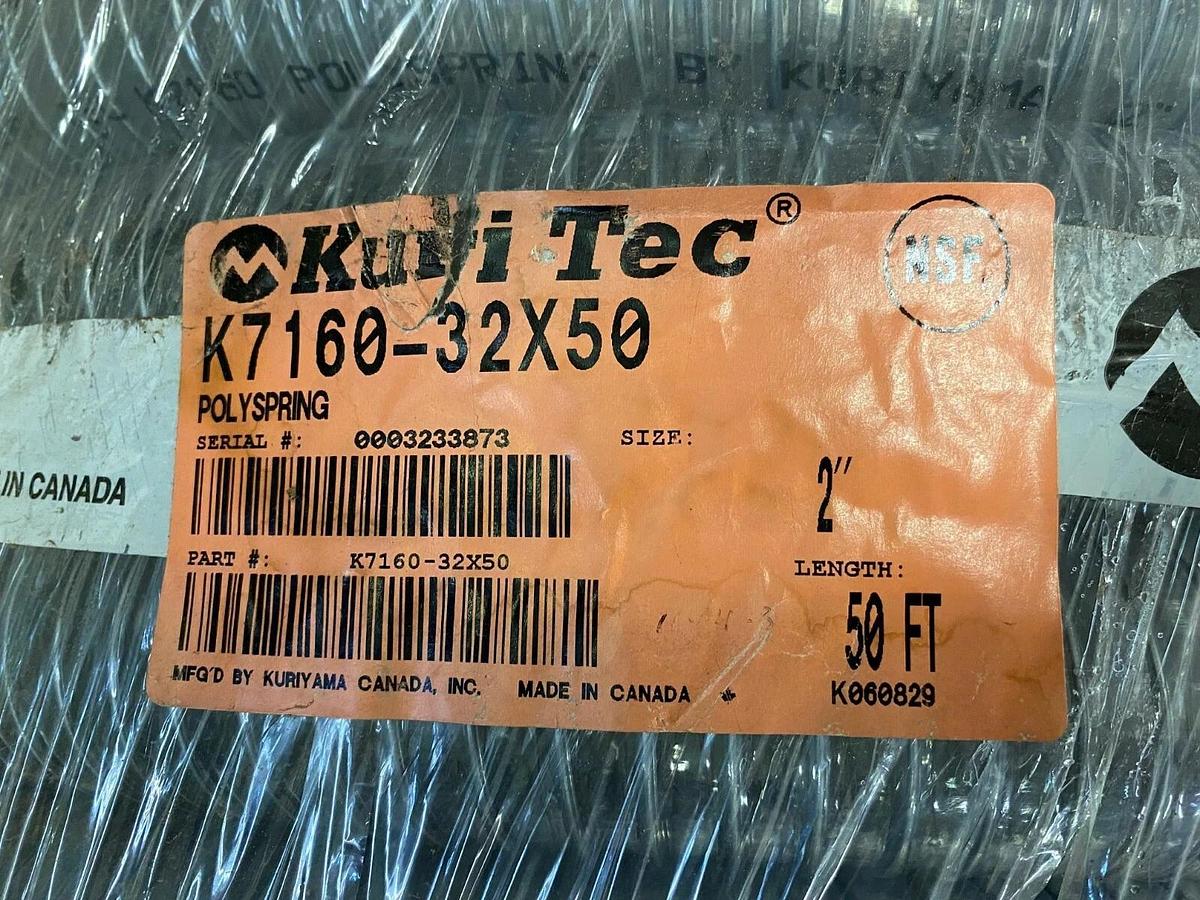 K7160 POLYSPRING BY KURIYAMA
Kuri Tec®
NSF.
K7160-32X50
POLYSPRING
SERIAL #: 0003233873 SIZE:
2"
IN CANADA
PART #: K7160-32X50 LENGTH:
50 FT
MFG'D BY KURIYAMA CANADA, INC. MADE IN CANADA
K060829